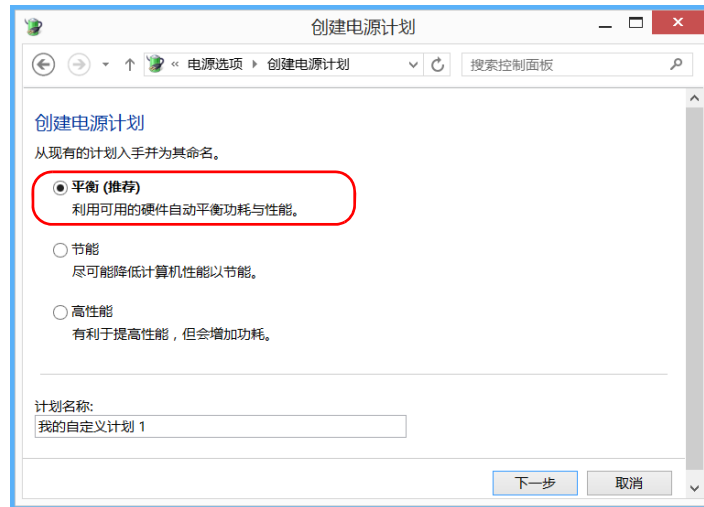 创建电源计划
« 电源选项 ▸ 创建电源计划
搜索控制面板
创建电源计划
从现有的计划入手并为其命名。
平衡 (推荐)
利用可用的硬件自动平衡功耗与性能。
节能
尽可能降低计算机性能以节能。
高性能
有利于提高性能，但会增加功耗。
计划名称:
我的自定义计划 1
下一步 取消